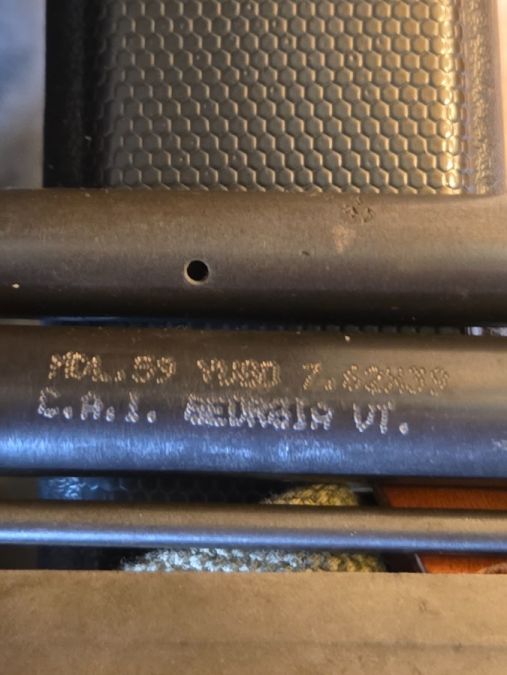 MDL.59 YUGO 7.62X39
C.A.I. GEORGIA VT.